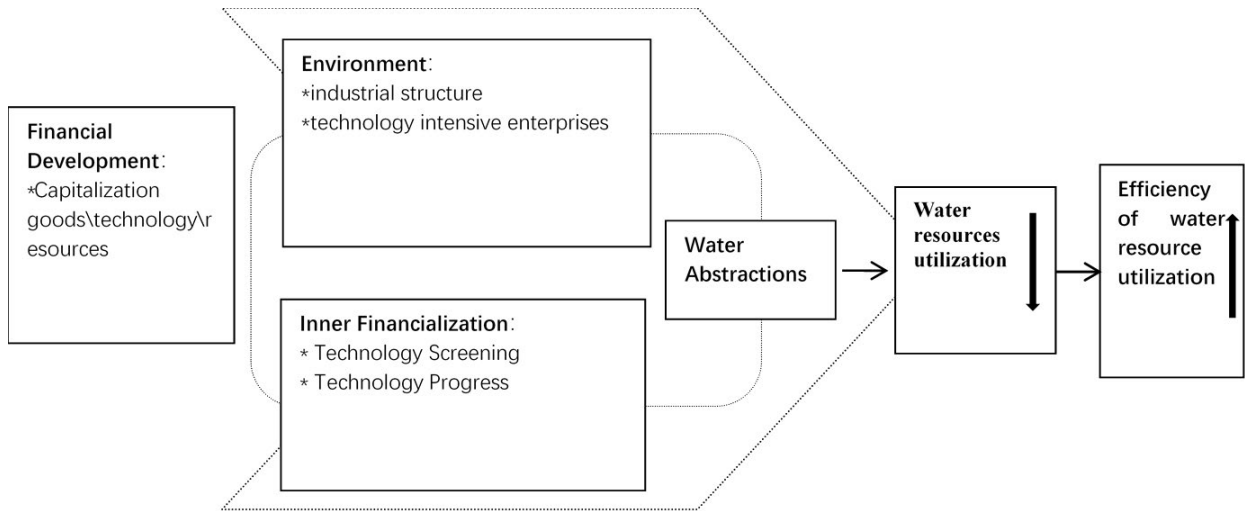 Financial
Development:
*Capitalization
goods\technology\r
esources
Environment:
*industrial structure
*technology intensive enterprises
Inner Financialization:
* Technology Screening
* Technology Progress
Water
Abstractions
Water
resources
utilization
Efficiency
of water
resource
utilization